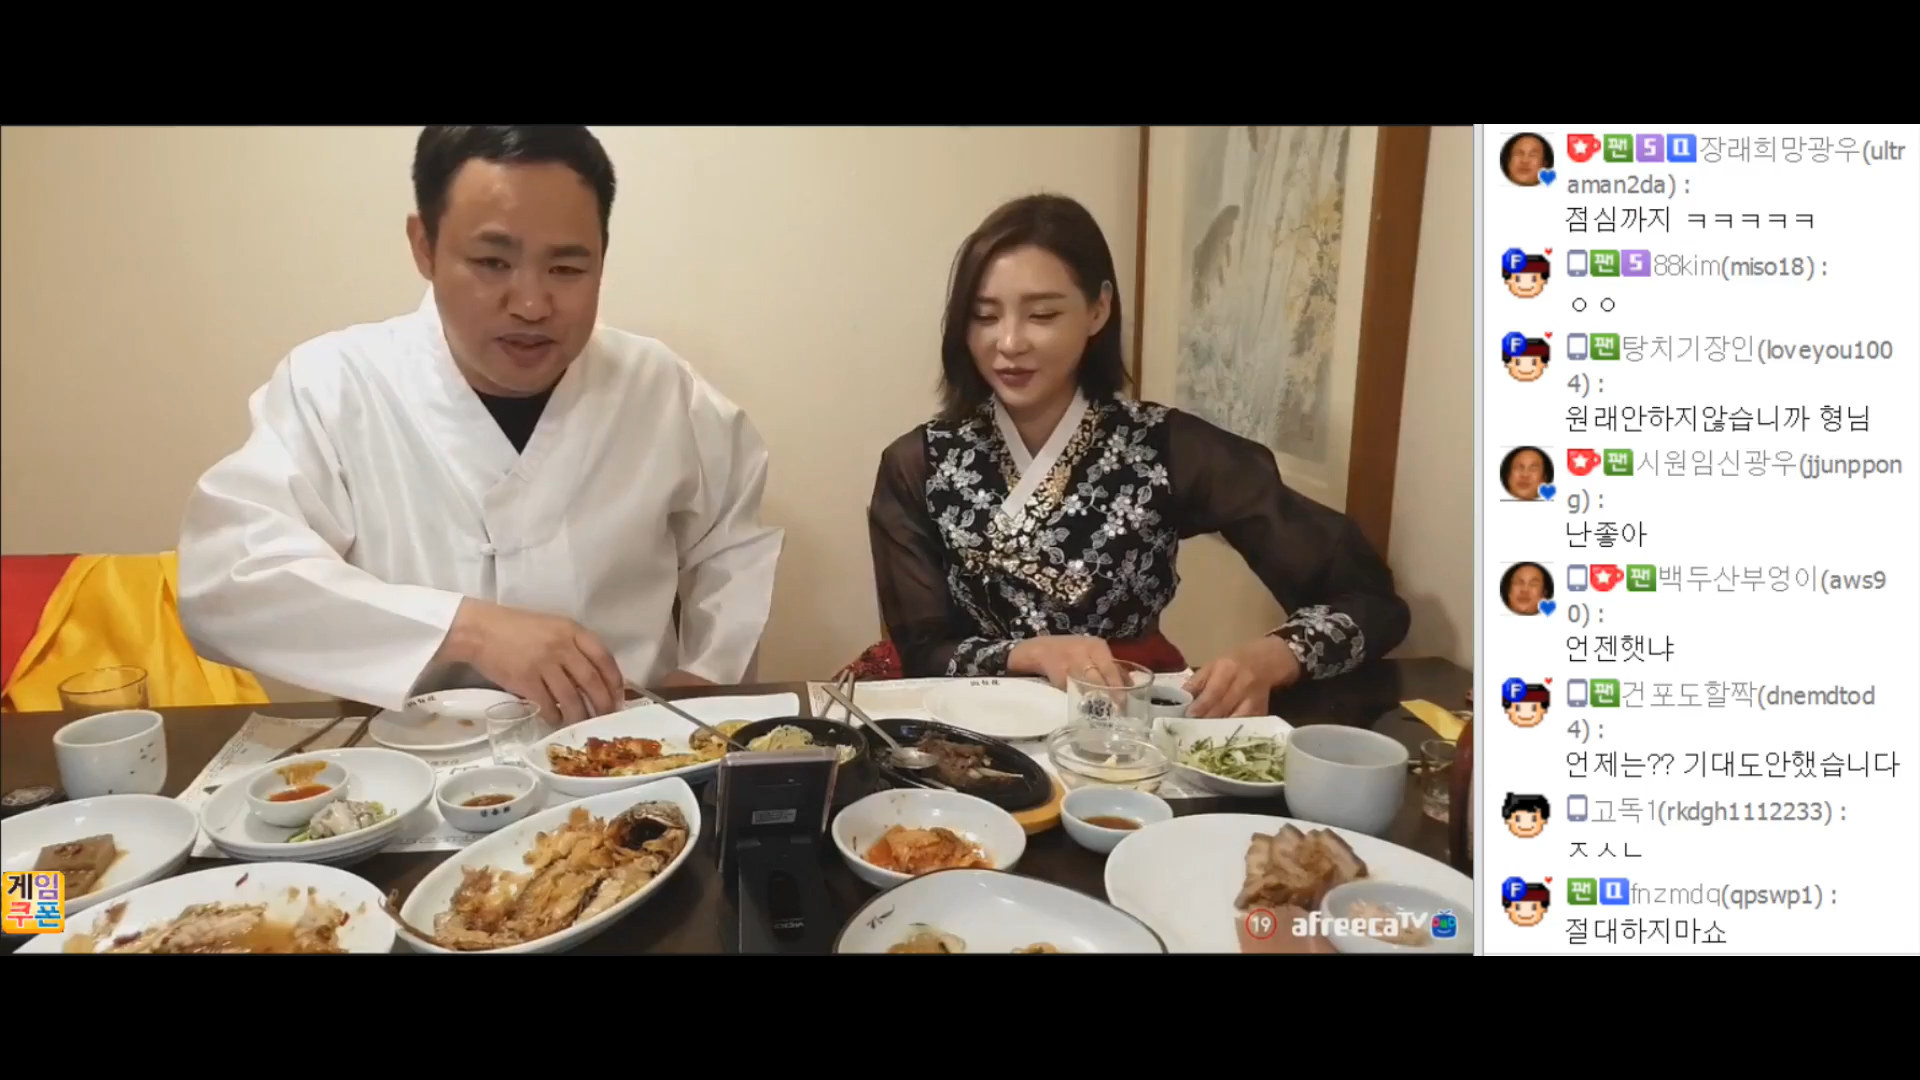 장래희망광우(ultr
aman2da) :
점심까지 ㅋㅋㅋㅋㅋ
88kim(miso18) :
ㅇㅇ
탕치기장인(loveyou100
4) :
원래안하지않습니까 형님
시원임신광우(jjunppon
g) :
난좋아
백두산부엉이(aws9
0) :
언젠햇냐
건포도할짝(dnemdtod
4) :
언제는?? 기대도안했습니다
고독1(rkdgh1112233) :
ㅈㅅㄴ
fnzmdq(qpswp1) :
절대하지마쇼
게임
쿠폰
19 afreecaTV